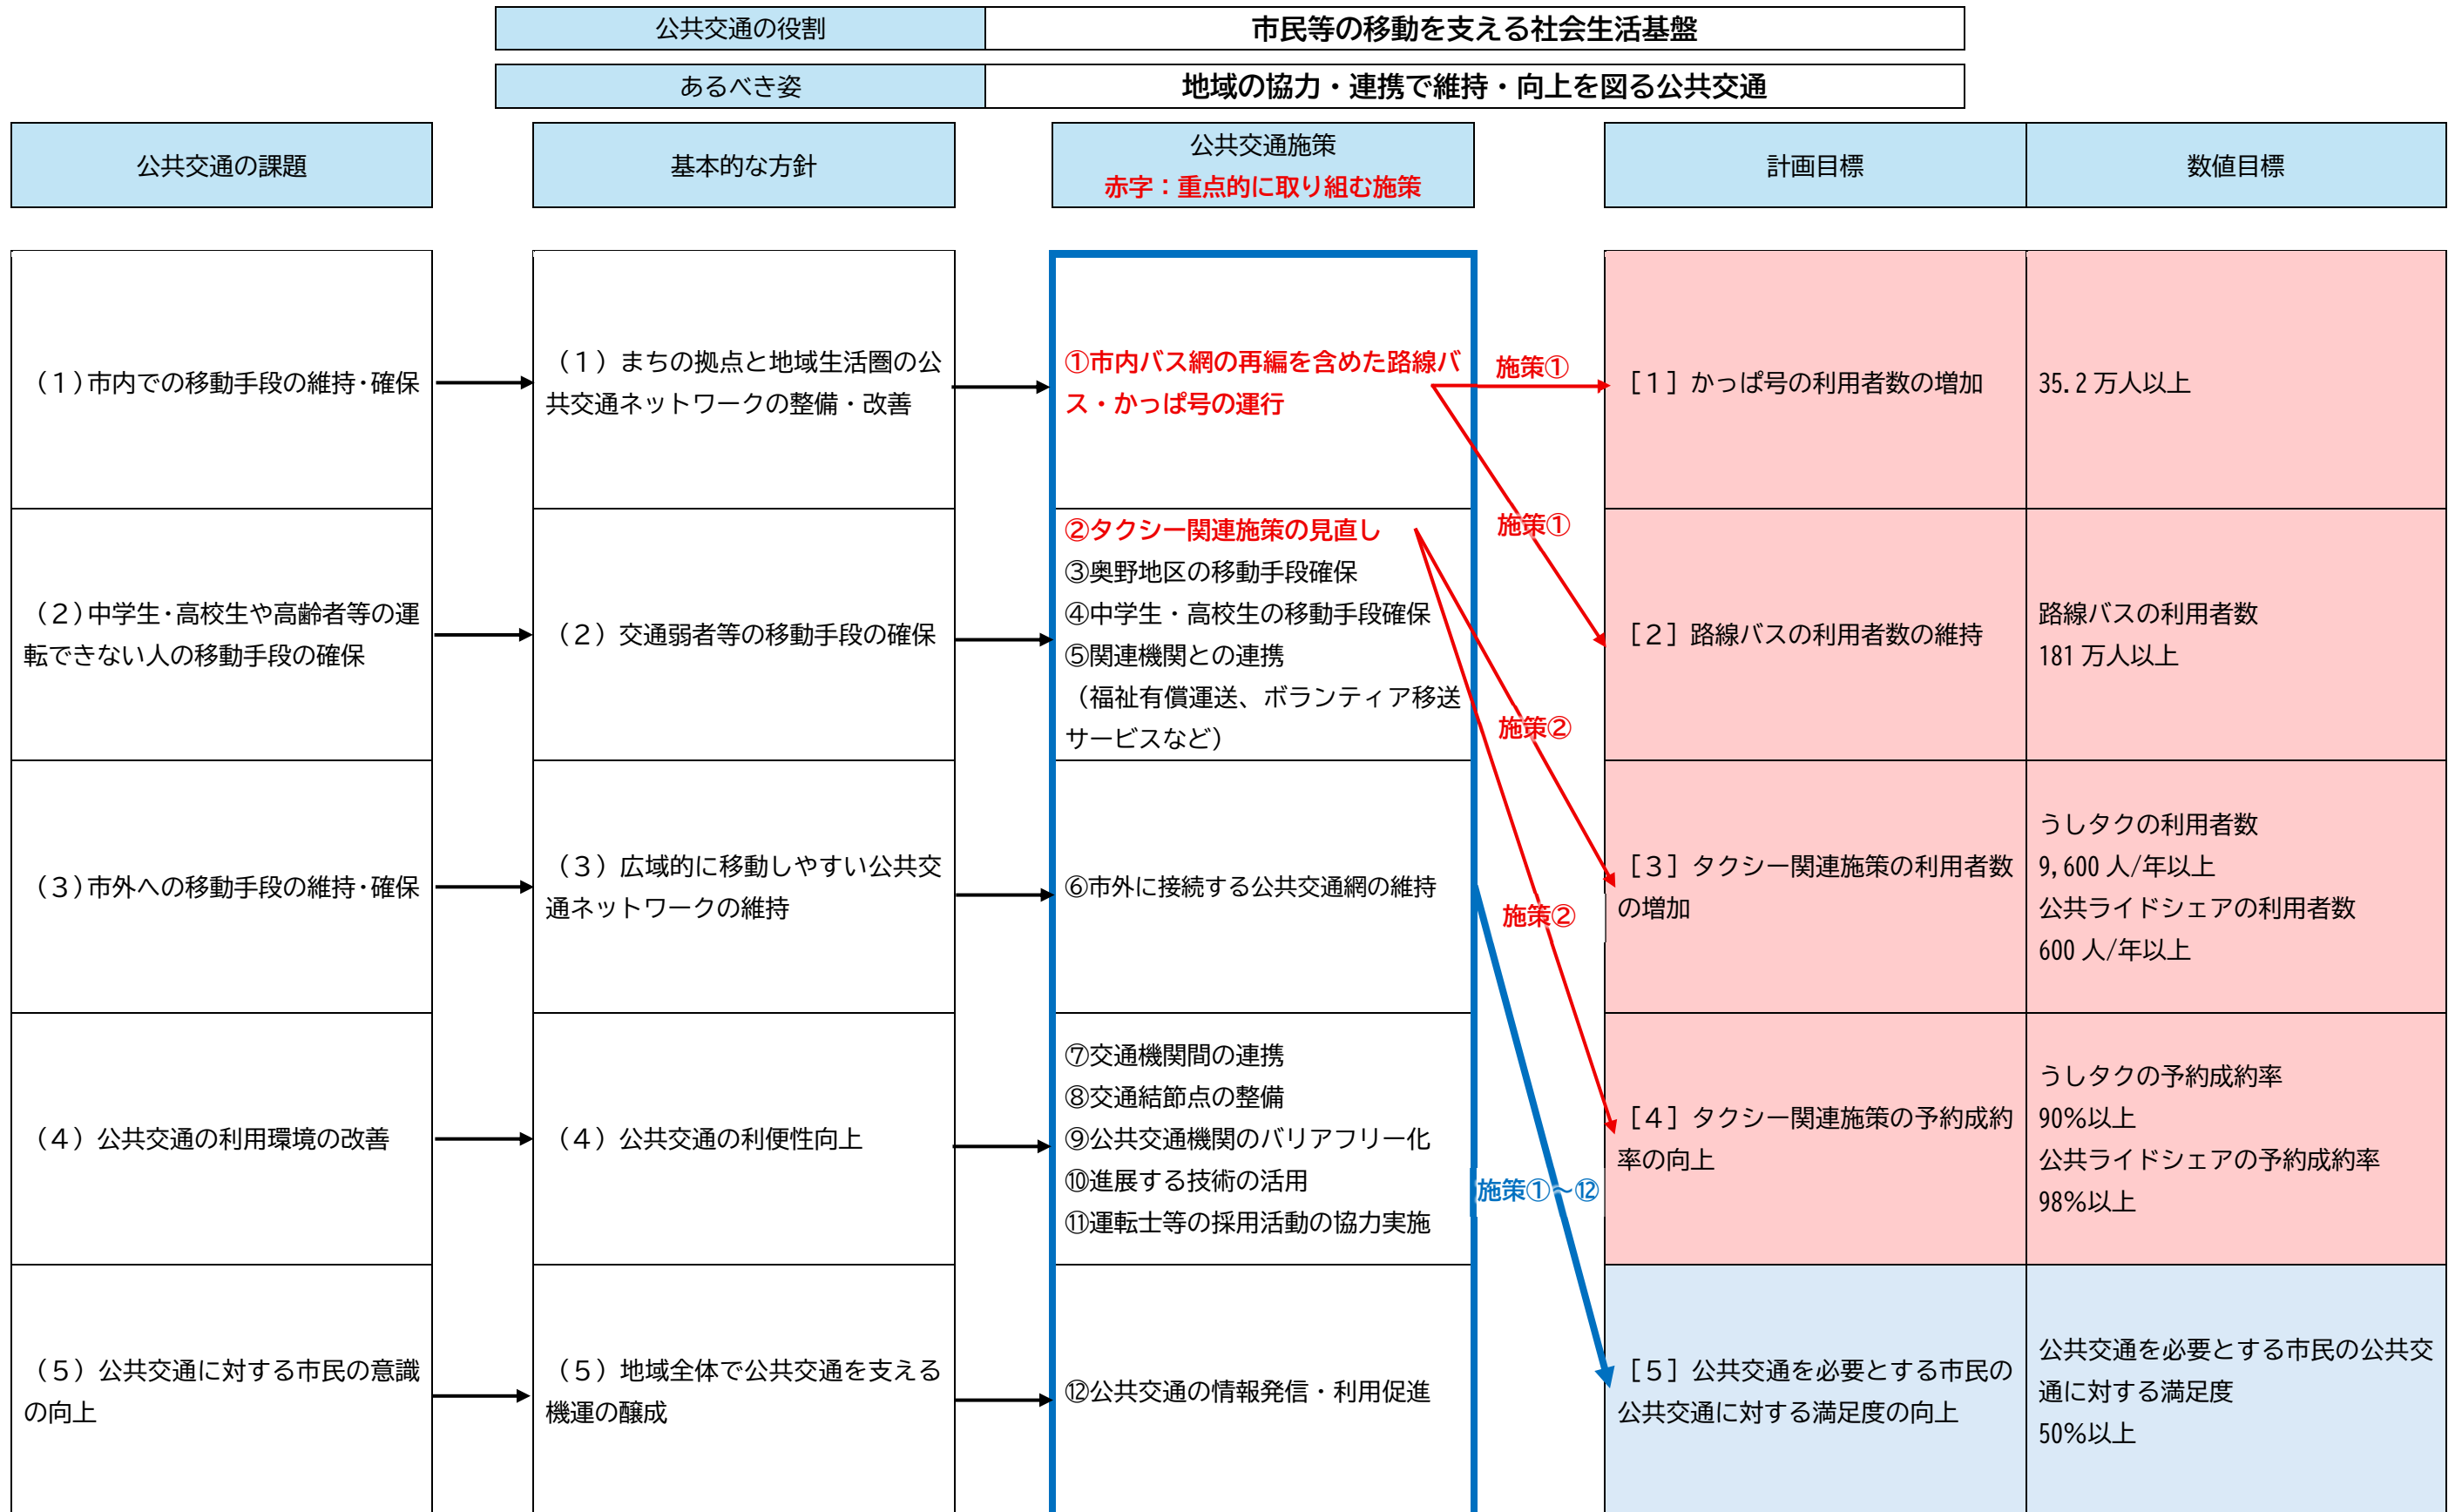 公共交通の役割
市民等の移動を支える社会生活基盤
あるべき姿
地域の協力・連携で維持・向上を図る公共交通
公共交通の課題
基本的な方針
公共交通施策
赤字：重点的に取り組む施策
計画目標
数値目標
（１）市内での移動手段の維持･確保
（１）まちの拠点と地域生活圏の公
共交通ネットワークの整備・改善
①市内バス網の再編を含めた路線バ
ス・かっぱ号の運行
施策①
［１］かっぱ号の利用者数の増加
35.2万人以上
（２）中学生･高校生や高齢者等の運
転できない人の移動手段の確保
（２）交通弱者等の移動手段の確保
②タクシー関連施策の見直し
③奥野地区の移動手段確保
④中学生・高校生の移動手段確保
⑤関連機関との連携
（福祉有償運送、ボランティア移送
サービスなど）
施策①
施策②
［２］路線バスの利用者数の維持
路線バスの利用者数
181万人以上
（３）市外への移動手段の維持･確保
（３）広域的に移動しやすい公共交
通ネットワークの維持
⑥市外に接続する公共交通網の維持
施策②
［３］タクシー関連施策の利用者数
の増加
うしタクの利用者数
9,600人/年以上
公共ライドシェアの利用者数
600人/年以上
（４）公共交通の利用環境の改善
（４）公共交通の利便性向上
⑦交通機関間の連携
⑧交通結節点の整備
⑨公共交通機関のバリアフリー化
⑩進展する技術の活用
⑪運転士等の採用活動の協力実施
施策①～⑫
［４］タクシー関連施策の予約成約
率の向上
うしタクの予約成約率
90％以上
公共ライドシェアの予約成約率
98％以上
（５）公共交通に対する市民の意識
の向上
（５）地域全体で公共交通を支える
機運の醸成
⑫公共交通の情報発信・利用促進
［５］公共交通を必要とする市民の
公共交通に対する満足度の向上
公共交通を必要とする市民の公共交
通に対する満足度
50％以上